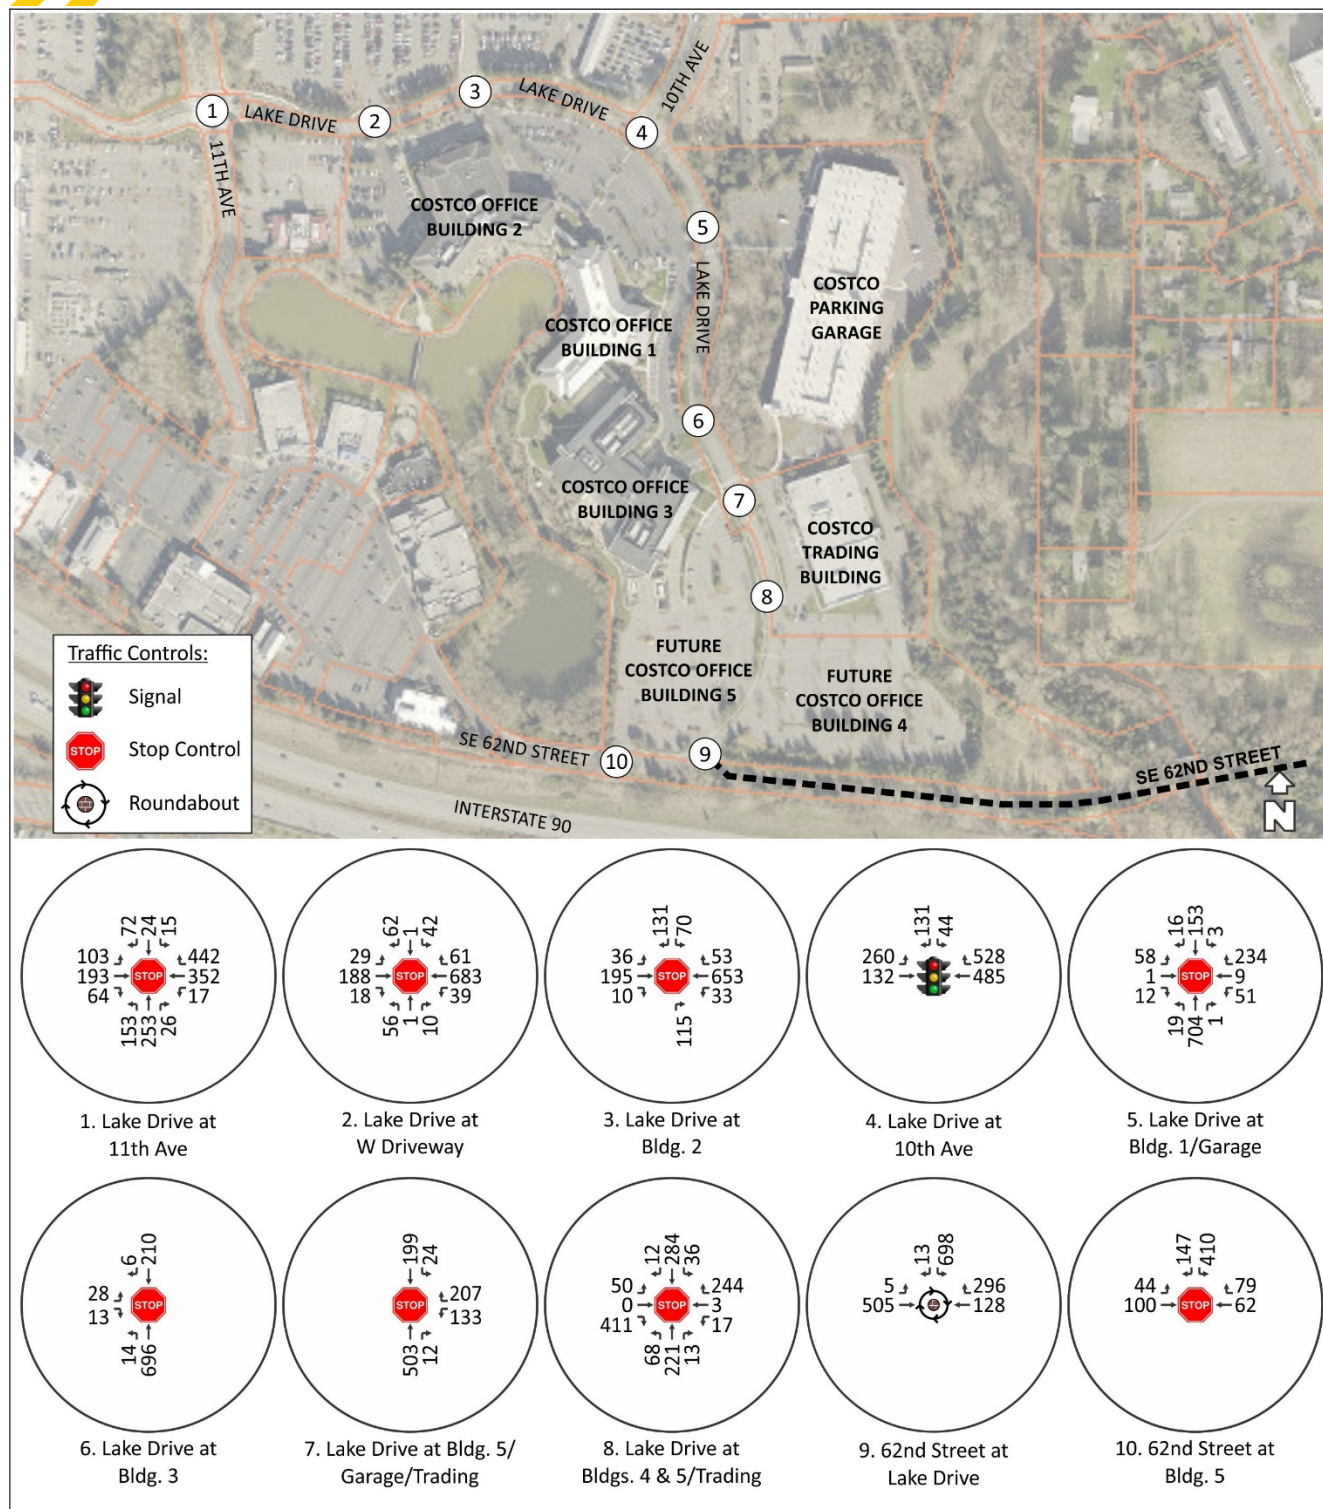 1
LAKE DRIVE
2
3
LAKE DRIVE
4
10TH AVE
11TH AVE
COSTCO OFFICE
BUILDING 2
5
LAKE DRIVE
COSTCO
PARKING
GARAGE
COSTCO OFFICE
BUILDING 1
6
COSTCO OFFICE
BUILDING 3
7
COSTCO
TRADING
BUILDING
8
FUTURE
COSTCO OFFICE
BUILDING 5
FUTURE
COSTCO OFFICE
BUILDING 4
Traffic Controls:
Signal
STOP
Stop Control
Roundabout
SE 62ND STREET
10
9
SE 62ND STREET
INTERSTATE 90
N
72 24 15
103 442
193 STOP 352
64 17
153 253 26
1. Lake Drive at
11th Ave
62 1 42
29 61
188 STOP 683
18 39
56 1 10
2. Lake Drive at
W Driveway
131 70
36 53
195 STOP 653
10 33
115
3. Lake Drive at
Bldg. 2
131 44
260 528
132 485
4. Lake Drive at
10th Ave
16 153 3
58 234
1 STOP 9
12 51
19 704 1
5. Lake Drive at
Bldg. 1/Garage
6 210
28 STOP
13
14 696
6. Lake Drive at
Bldg. 3
199 24
STOP 207
133
503 12
7. Lake Drive at Bldg. 5/
Garage/Trading
12 284 36
50 244
0 STOP 3
411 17
68 221 13
8. Lake Drive at
Bldgs. 4 & 5/Trading
13 698
5 296
505 128
9. 62nd Street at
Lake Drive
147 410
44 79
100 STOP 62
10. 62nd Street at
Bldg. 5